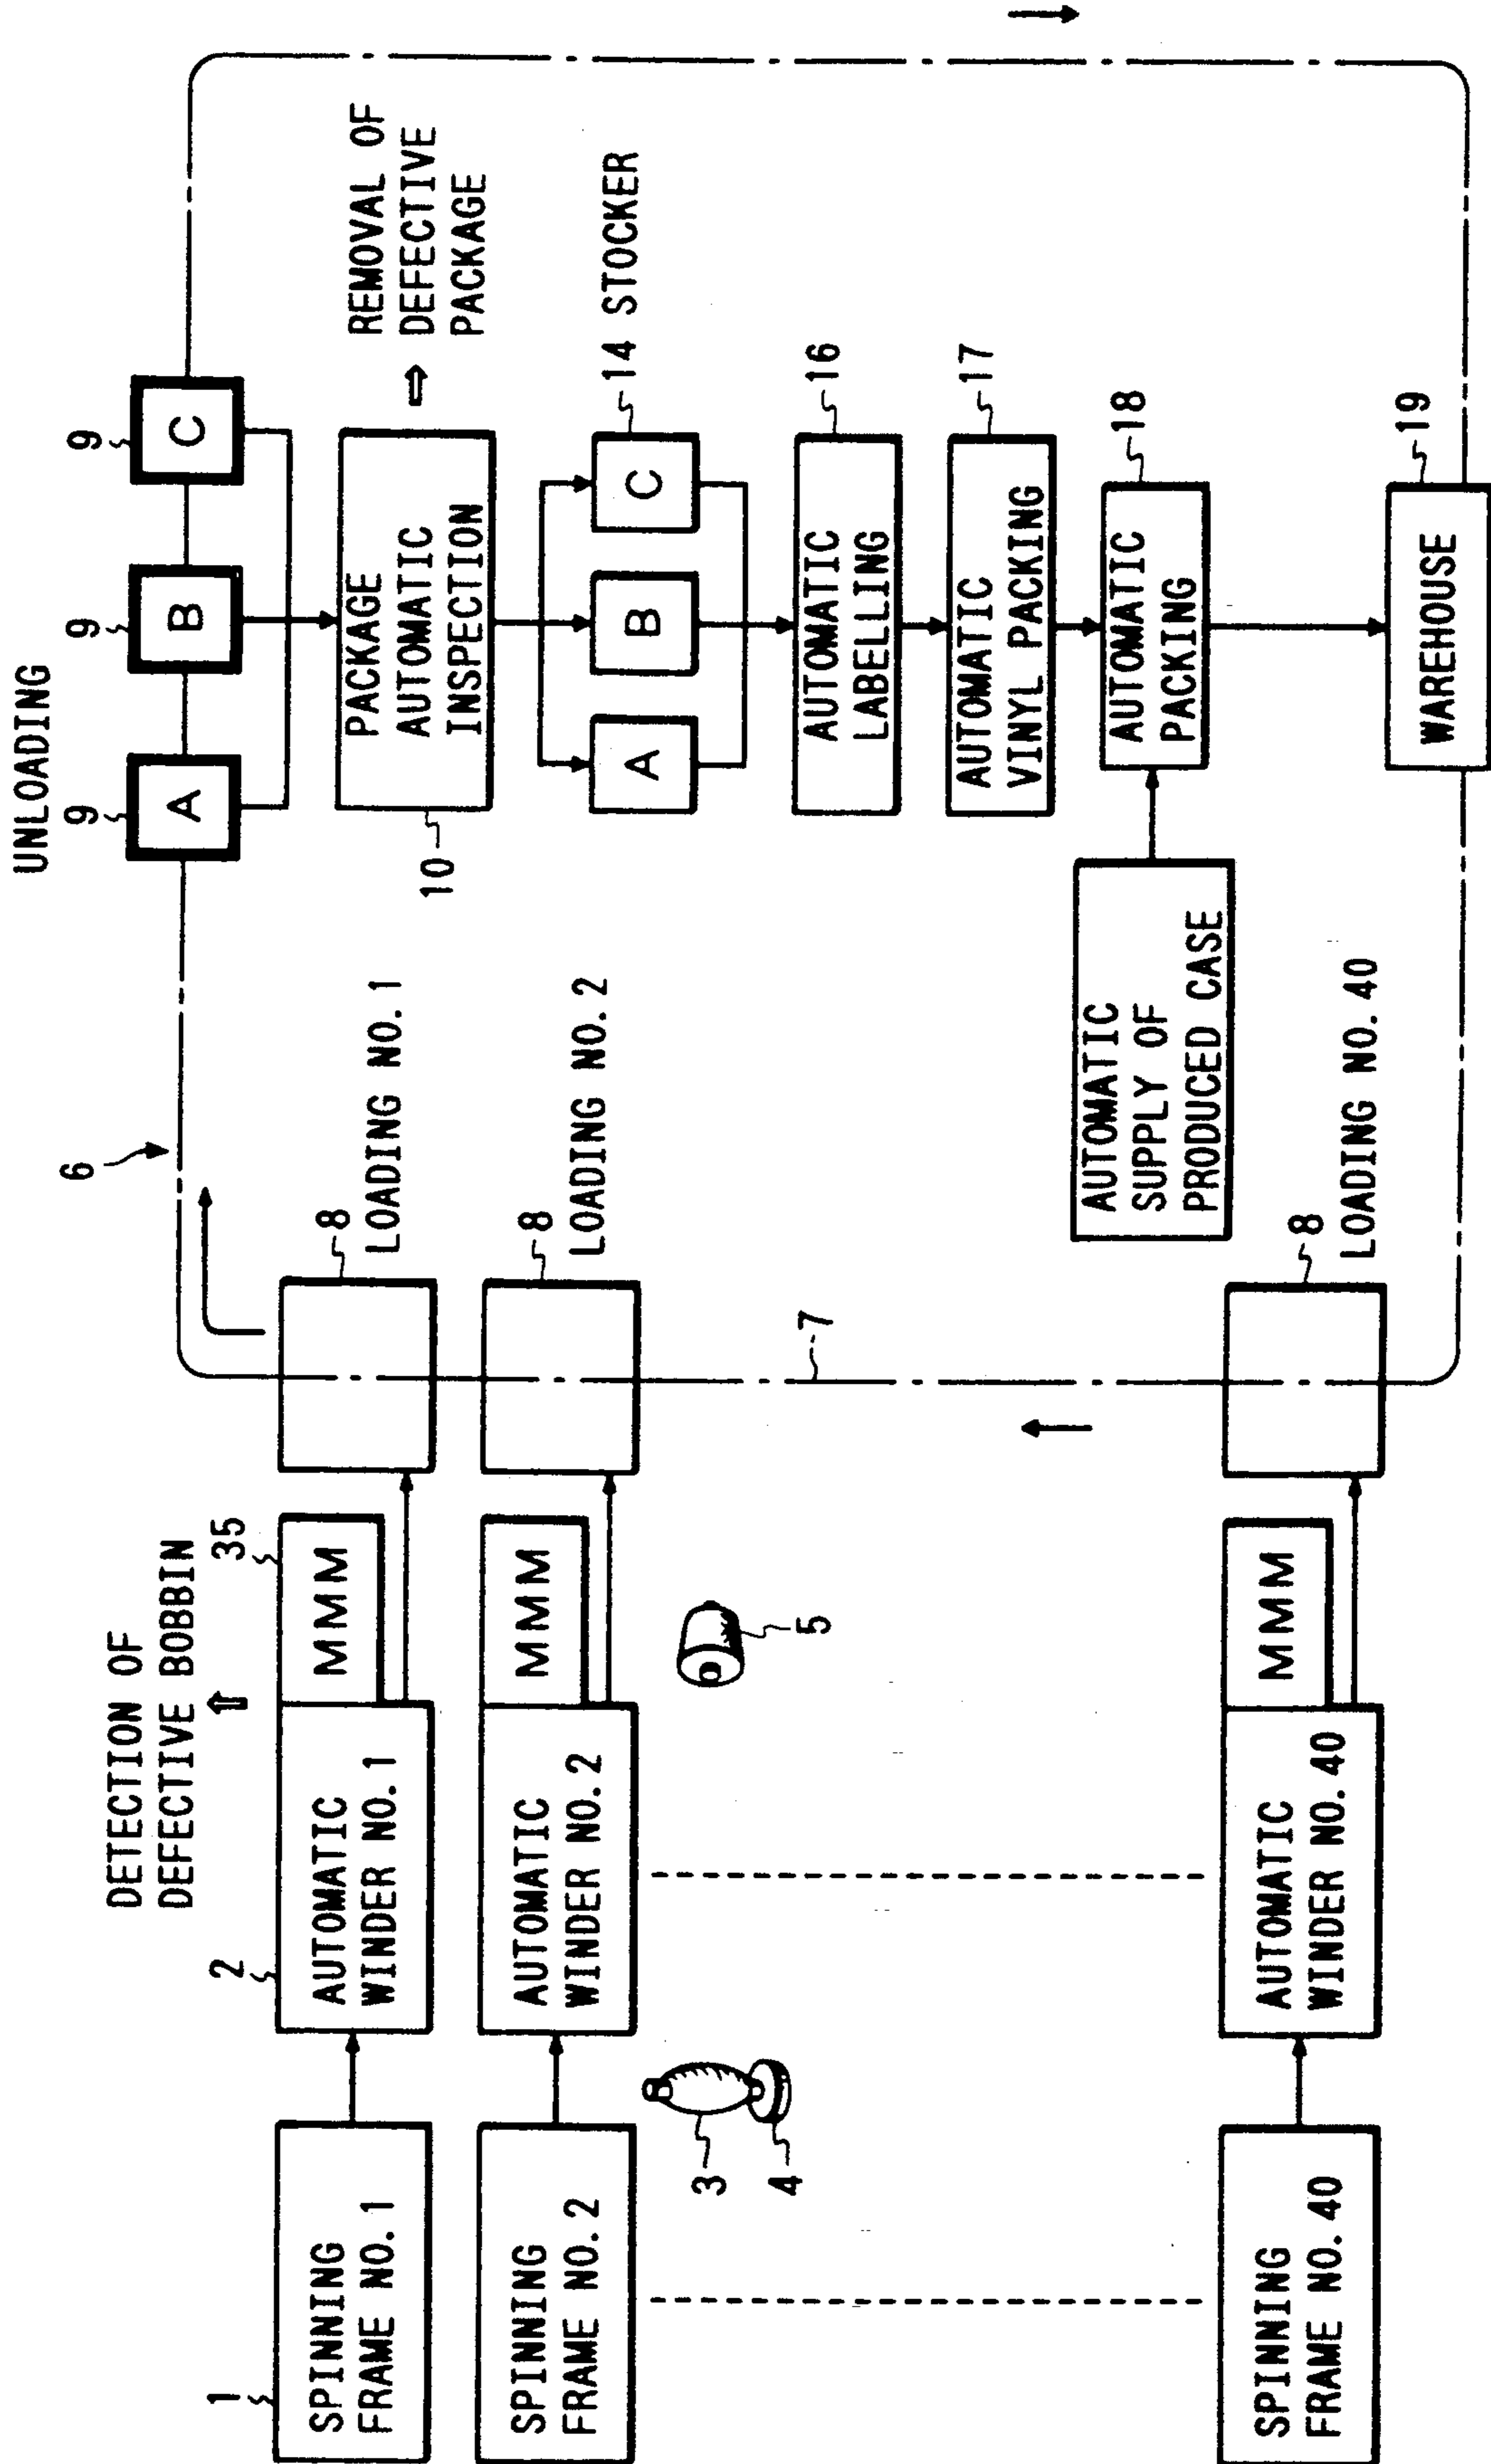 UNLOADING
9
9
9
A
B
C
6
DETECTION OF
DEFECTIVE BOBBIN
1
2
35
8
LOADING NO. 1
SPINNING
FRAME NO. 1
AUTOMATIC
WINDER NO. 1
MMM
8
LOADING NO. 2
SPINNING
FRAME NO. 2
AUTOMATIC
WINDER NO. 2
MMM
3
4
5
7
SPINNING
FRAME NO. 40
AUTOMATIC
WINDER NO. 40
MMM
8
LOADING NO. 40
PACKAGE
AUTOMATIC
INSPECTION
10
REMOVAL OF
DEFECTIVE
PACKAGE
A
B
C
14 STOCKER
AUTOMATIC
LABELLING
16
AUTOMATIC
VINYL PACKING
17
AUTOMATIC
SUPPLY OF
PRODUCED CASE
AUTOMATIC
PACKING
18
WAREHOUSE
19